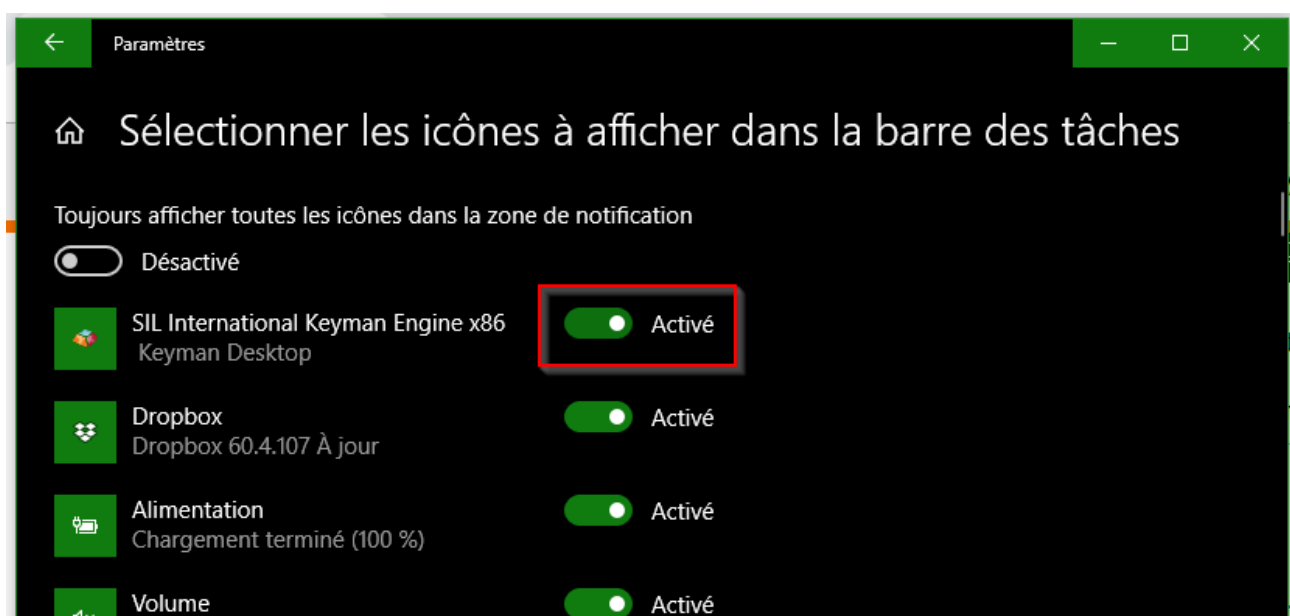 Paramètres
Sélectionner les icônes à afficher dans la barre des tâches
Toujours afficher toutes les icônes dans la zone de notification
Désactivé
SIL International Keyman Engine x86
Activé
Keyman Desktop
Dropbox
Activé
Dropbox 60.4.107 À jour
Alimentation
Activé
Chargement terminé (100 %)
Volume
Activé